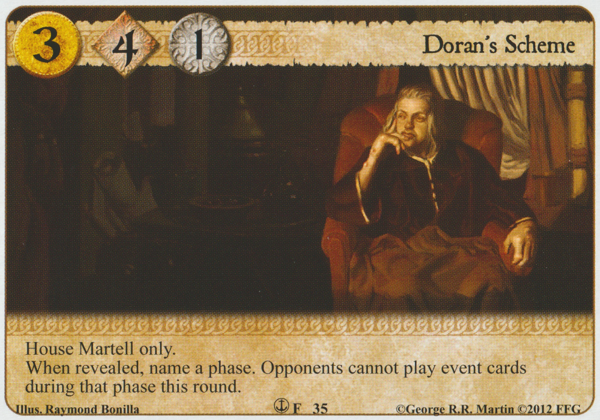 3 4 1 Doran's Scheme
House Martell only.
When revealed, name a phase. Opponents cannot play event cards
during that phase this round.
Illus. Raymond Bonilla F 35 ©George R.R. Martin ©2012 FFG